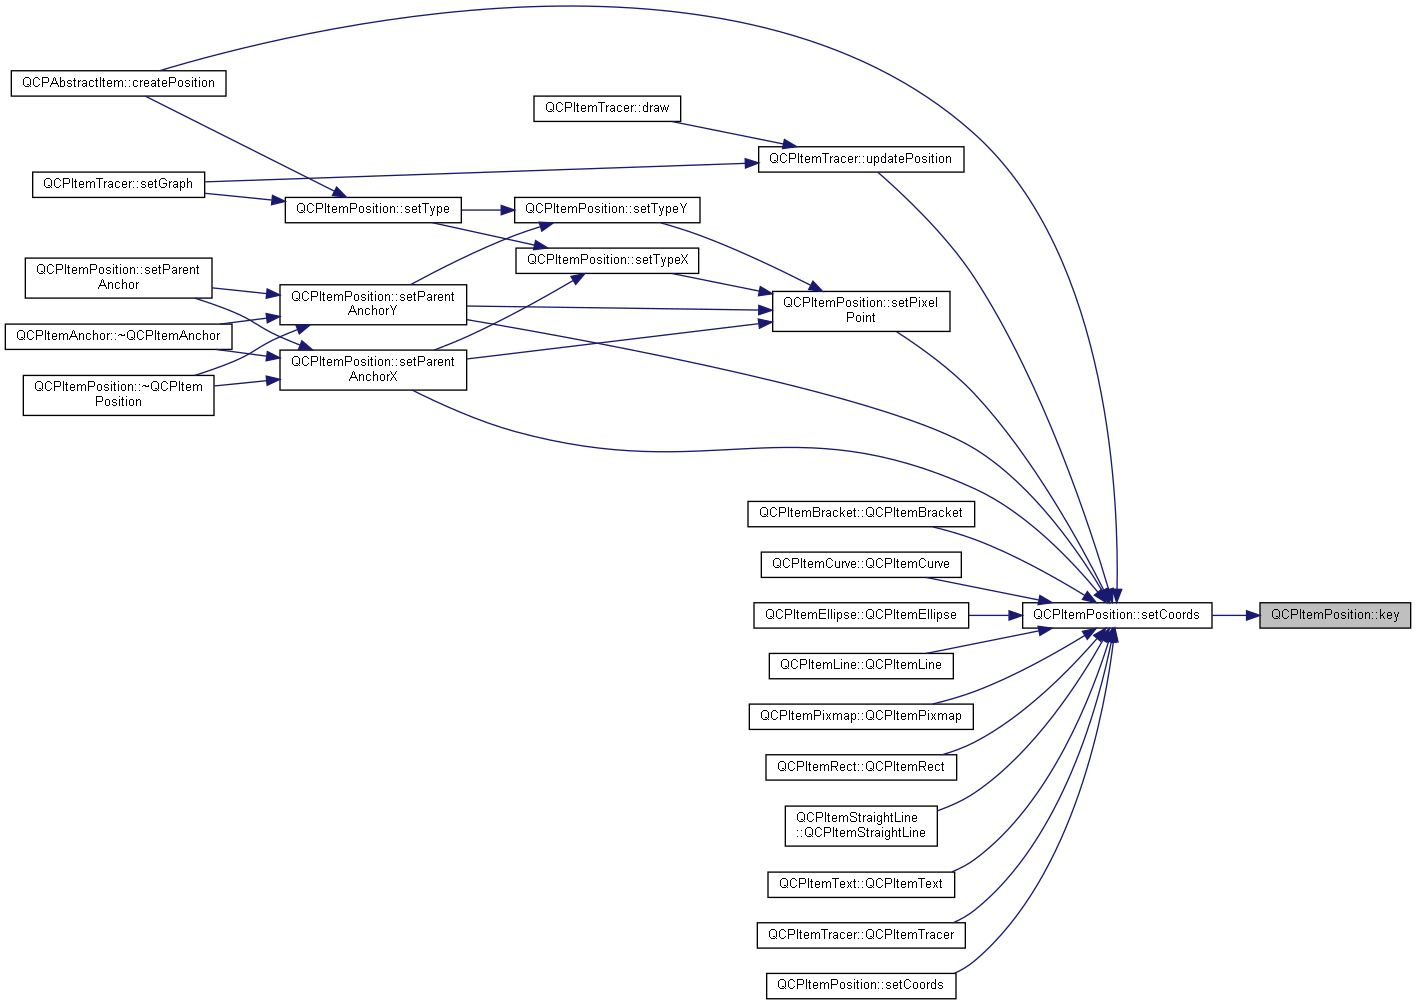 QCPAbstractItem::createPosition
QCPItemTracer::draw
QCPItemTracer::updatePosition
QCPItemTracer::setGraph
QCPItemPosition::setType
QCPItemPosition::setTypeY
QCPItemPosition::setTypeX
QCPItemPosition::setParent
Anchor
QCPItemPosition::setParent
AnchorY
QCPItemPosition::setPixel
Point
QCPItemAnchor::~QCPItemAnchor
QCPItemPosition::setParent
AnchorX
QCPItemPosition::~QCPItem
Position
QCPItemBracket::QCPItemBracket
QCPItemCurve::QCPItemCurve
QCPItemEllipse::QCPItemEllipse
QCPItemPosition::setCoords
QCPItemPosition::key
QCPItemLine::QCPItemLine
QCPItemPixmap::QCPItemPixmap
QCPItemRect::QCPItemRect
QCPItemStraightLine
::QCPItemStraightLine
QCPItemText::QCPItemText
QCPItemTracer::QCPItemTracer
QCPItemPosition::setCoords